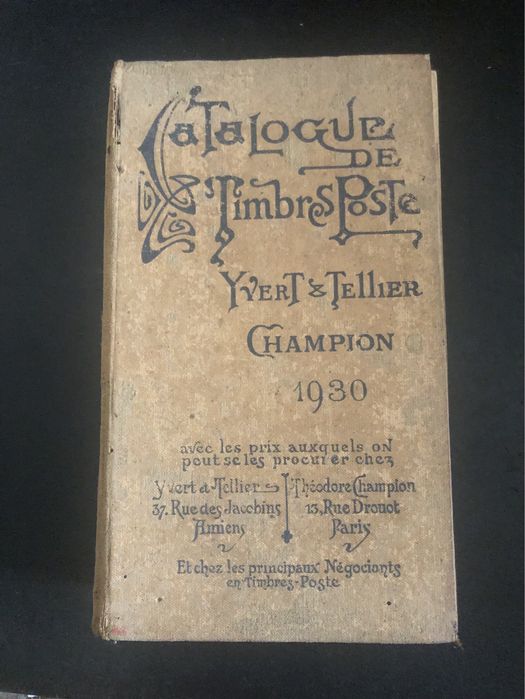 Catalogue
de
Timbres Poste
Yvert & Tellier
Champion
1930
avec les prix auxquels on
peut se les procurer chez
Yvert & Tellier
37. Rue des Jacobins
Amiens
Théodore Champion
13, Rue Drouot
Paris
Et chez les principaux Négociants
en Timbres-Poste